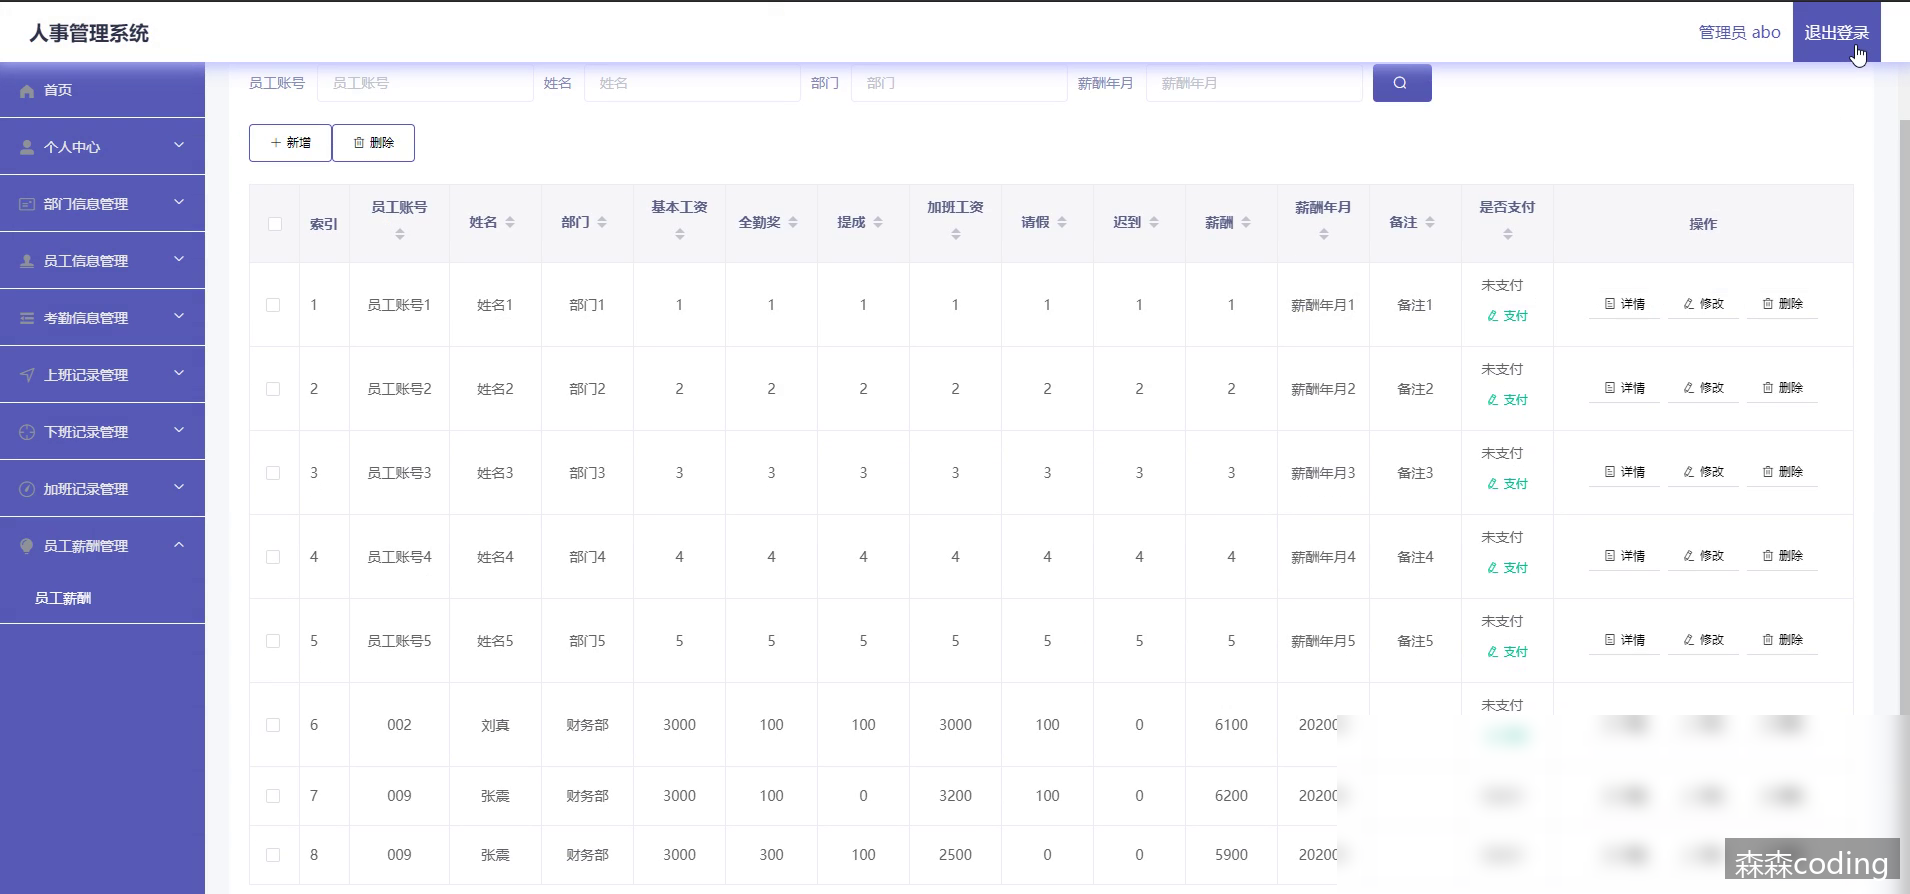 人事管理系统
管理员 abo 退出登录
首页
个人中心
部门信息管理
员工信息管理
考勤信息管理
上班记录管理
下班记录管理
加班记录管理
员工薪酬管理
员工薪酬
员工账号 员工账号 姓名 姓名 部门 部门 薪酬年月 薪酬年月
新增 删除
索引 员工账号 姓名 部门 基本工资 全勤奖 提成 加班工资 请假 迟到 薪酬 薪酬年月 备注 是否支付 操作
1 员工账号1 姓名1 部门1 1 1 1 1 1 1 1 薪酬年月1 备注1 未支付 支付 详情 修改 删除
2 员工账号2 姓名2 部门2 2 2 2 2 2 2 2 薪酬年月2 备注2 未支付 支付 详情 修改 删除
3 员工账号3 姓名3 部门3 3 3 3 3 3 3 3 薪酬年月3 备注3 未支付 支付 详情 修改 删除
4 员工账号4 姓名4 部门4 4 4 4 4 4 4 4 薪酬年月4 备注4 未支付 支付 详情 修改 删除
5 员工账号5 姓名5 部门5 5 5 5 5 5 5 5 薪酬年月5 备注5 未支付 支付 详情 修改 删除
6 002 刘真 财务部 3000 100 100 3000 100 0 6100 20200 未支付
7 009 张震 财务部 3000 100 0 3200 100 0 6200 20200
8 009 张震 财务部 3000 300 100 2500 0 0 5900 20200
森森coding